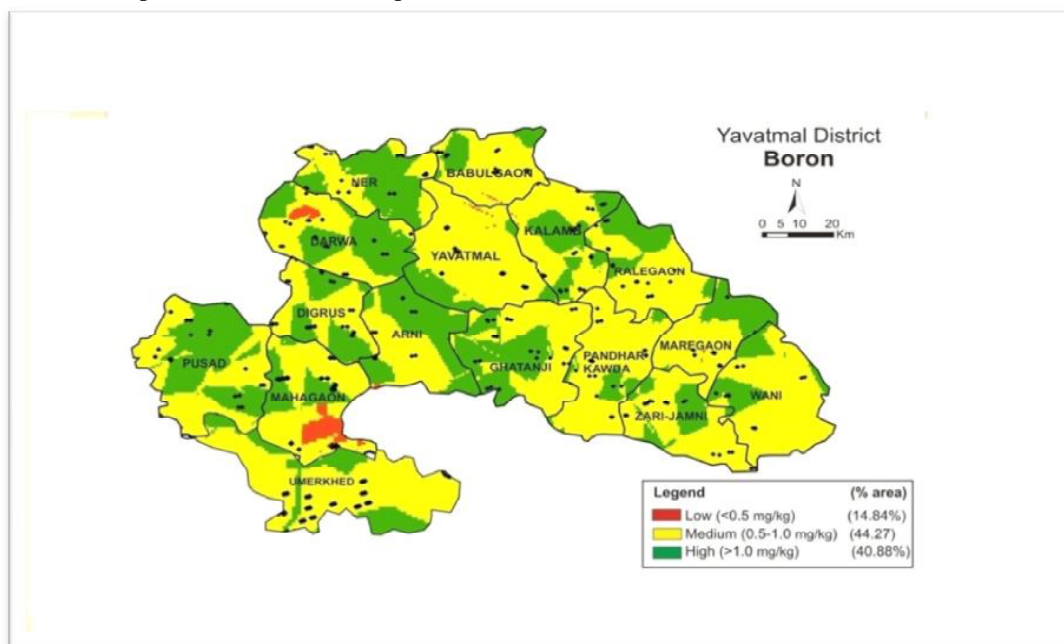 Yavatmal District
Boron
N
0 5 10 20
Km
BABULGAON
NER
KALAMB
DARWA
YAVATMAL
RALEGAON
DIGRUS
ARNI
MAREGAON
PUSAD
GHATANJI
PANDHAR
KAWDA
MAHAGAON
WANI
ZARI-JAMNI
UMERKHED
Legend (% area)
Low (<0.5 mg/kg) (14.84%)
Medium (0.5-1.0 mg/kg) (44.27)
High (>1.0 mg/kg) (40.88%)